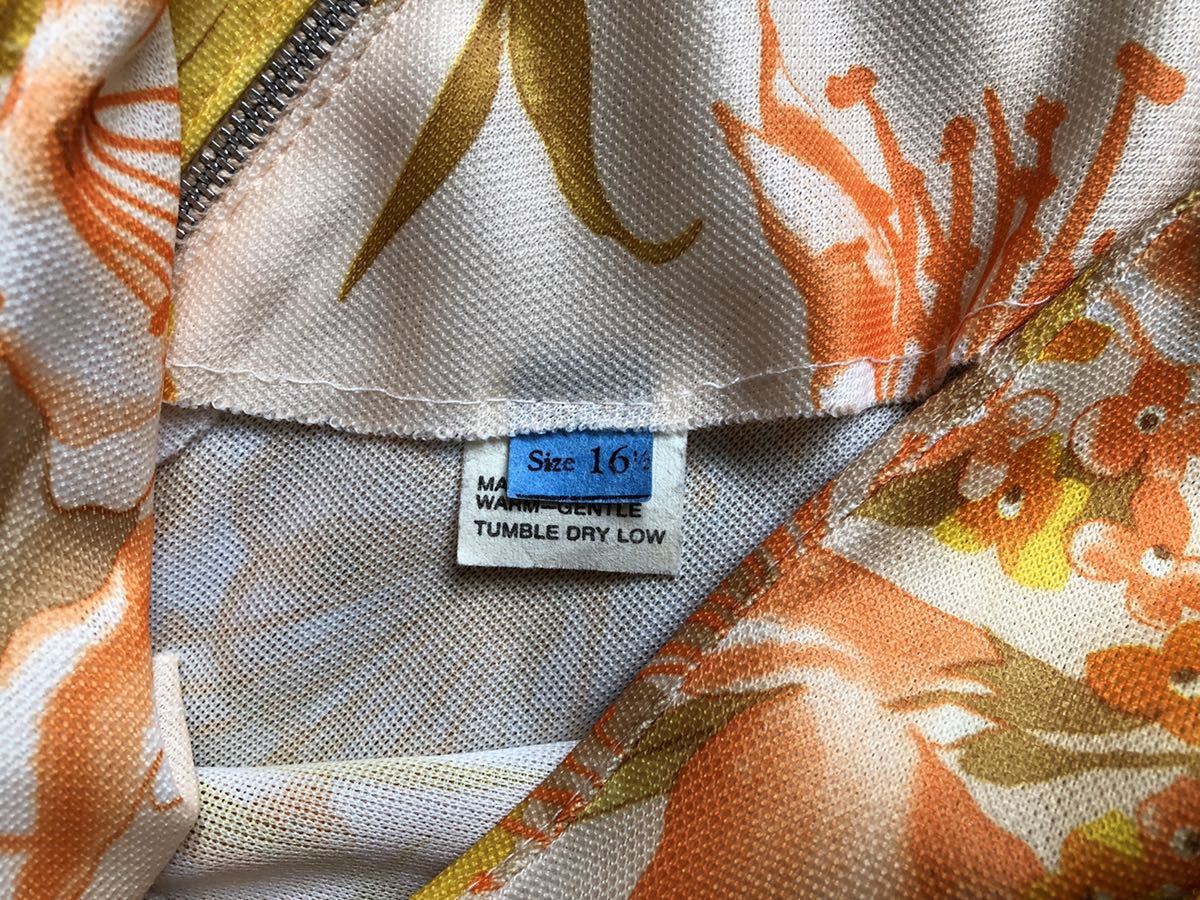 Size 16½
MA
WARM-GENTLE
TUMBLE DRY LOW